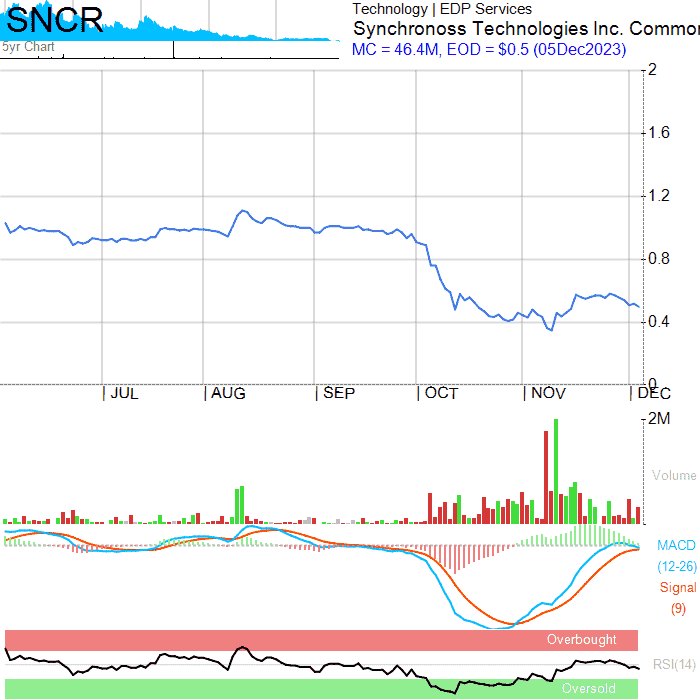 SNCR
5yr Chart
Technology | EDP Services
Synchronoss Technologies Inc. Common
MC = 46.4M, EOD = $0.5 (05Dec2023)
2
1.6
1.2
0.8
0.4
0
| JUL | AUG | SEP | OCT | NOV | DEC
2M
Volume
MACD
(12-26)
Signal
(9)
Overbought
RSI(14)
Oversold